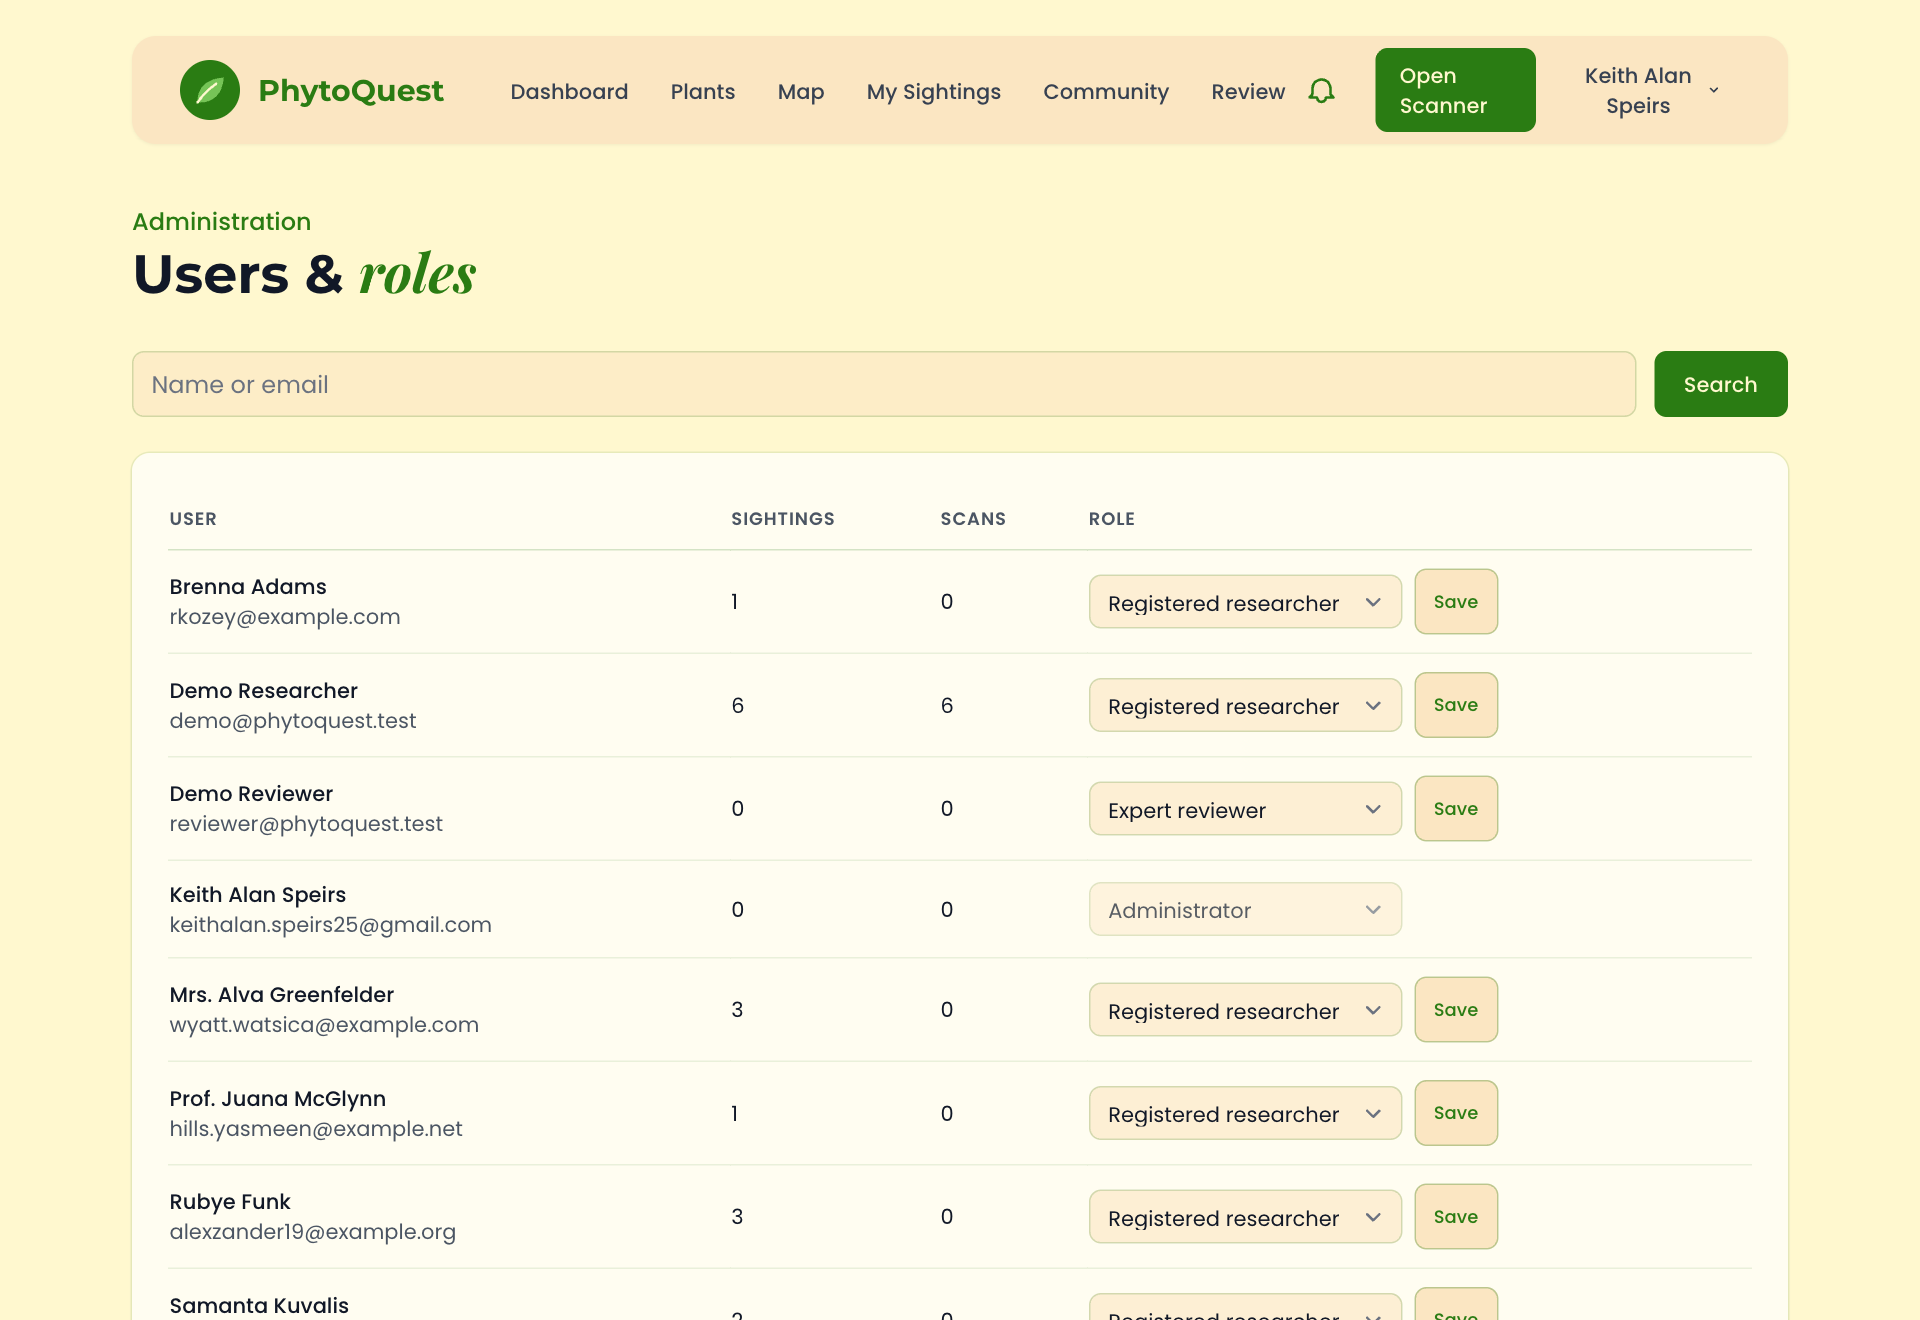 PhytoQuest
Dashboard
Plants
Map
My Sightings
Community
Review
Open
Scanner
Keith Alan
Speirs
Administration
Users & roles
Name or email
Search
USER SIGHTINGS SCANS ROLE
Brenna Adams
rkozey@example.com
1
0
Registered researcher
Save
Demo Researcher
demo@phytoquest.test
6
6
Registered researcher
Save
Demo Reviewer
reviewer@phytoquest.test
0
0
Expert reviewer
Save
Keith Alan Speirs
keithalan.speirs25@gmail.com
0
0
Administrator
Mrs. Alva Greenfelder
wyatt.watsica@example.com
3
0
Registered researcher
Save
Prof. Juana McGlynn
hills.yasmeen@example.net
1
0
Registered researcher
Save
Rubye Funk
alexzander19@example.org
3
0
Registered researcher
Save
Samanta Kuvalis
2
0
Registered researcher
Save